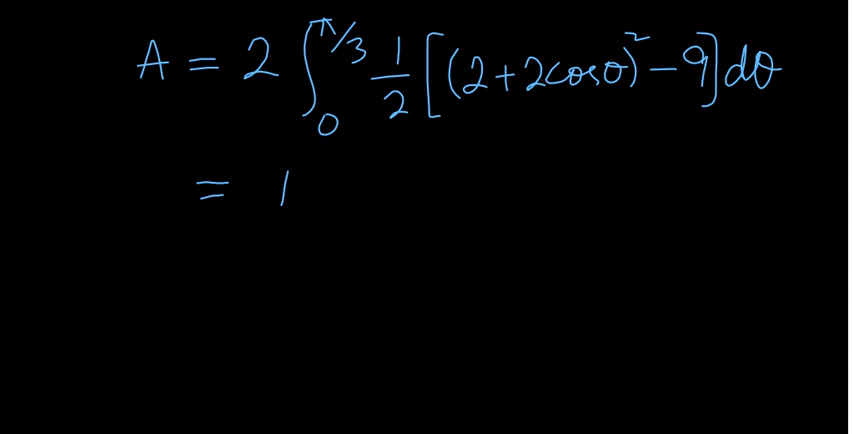 A = 2 ∫₀^{π/3} 1/2 [(2+2cosθ)² − 9] dθ
= 1